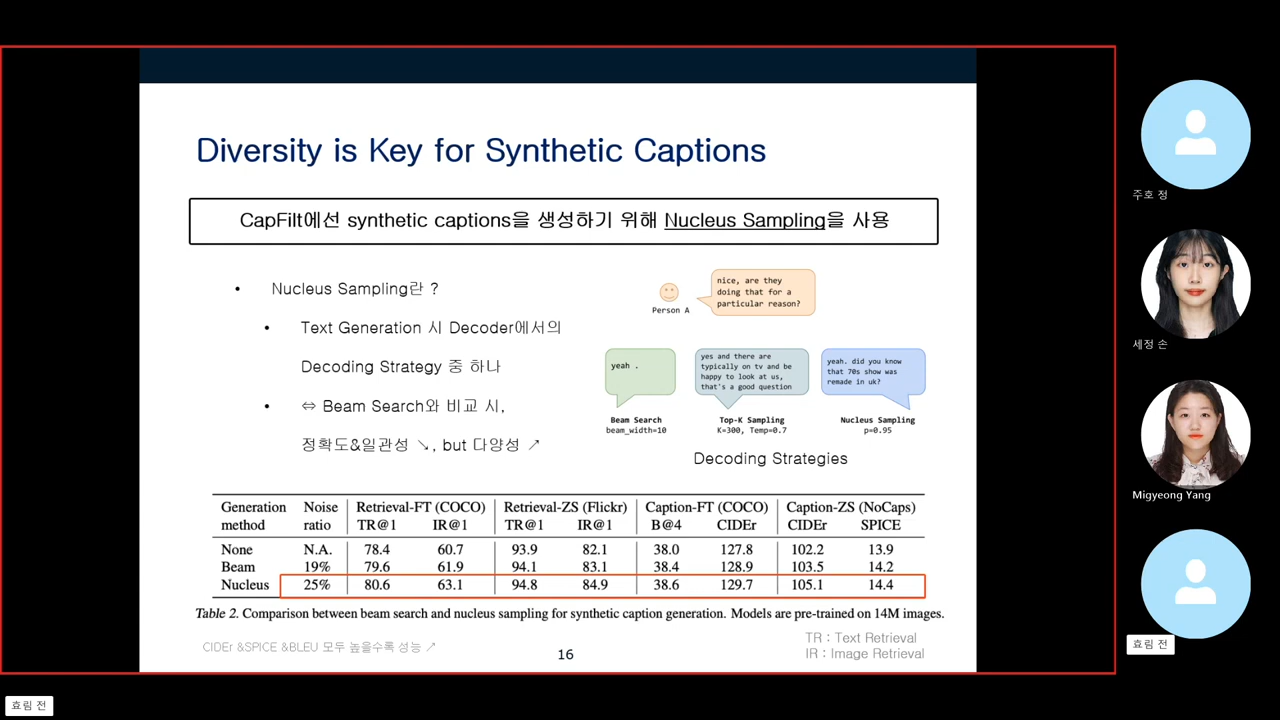 Diversity is Key for Synthetic Captions
CapFilt에선 synthetic captions을 생성하기 위해 Nucleus Sampling을 사용
• Nucleus Sampling란 ?
• Text Generation 시 Decoder에서의
Decoding Strategy 중 하나
• ⇔ Beam Search와 비교 시,
정확도&일관성 ↘, but 다양성 ↗
nice, are they
doing that for a
particular reason?
Person A
yeah .
yes and there are
typically on tv and be
happy to look at us,
that's a good question
yeah. did you know
that 70s show was
remade in uk?
Beam Search
beam_width=10
Top-K Sampling
K=300, Temp=0.7
Nucleus Sampling
p=0.95
Decoding Strategies
Generation Noise Retrieval-FT (COCO) Retrieval-ZS (Flickr) Caption-FT (COCO) Caption-ZS (NoCaps)
method ratio TR@1 IR@1 TR@1 IR@1 B@4 CIDEr CIDEr SPICE
None N.A. 78.4 60.7 93.9 82.1 38.0 127.8 102.2 13.9
Beam 19% 79.6 61.9 94.1 83.1 38.4 128.9 103.5 14.2
Nucleus 25% 80.6 63.1 94.8 84.9 38.6 129.7 105.1 14.4
Table 2. Comparison between beam search and nucleus sampling for synthetic caption generation. Models are pre-trained on 14M images.
CIDEr &SPICE &BLEU 모두 높을수록 성능 ↗
16
TR : Text Retrieval
IR : Image Retrieval
주호 정
세정 손
Migyeong Yang
효림 전
효림 전